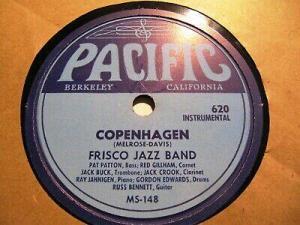 PACIFIC
BERKELEY CALIFORNIA
620
INSTRUMENTAL
COPENHAGEN
(MELROSE-DAVIS)
FRISCO JAZZ BAND
PAT PATTON, Bass; RED GILLHAM, Cornet
JACK BUCK, Trombone; JACK CROOK, Clarinet
RAY JAHNIGEN, Piano; GORDON EDWARDS, Drums
RUSS BENNETT, Guitar
MS-148